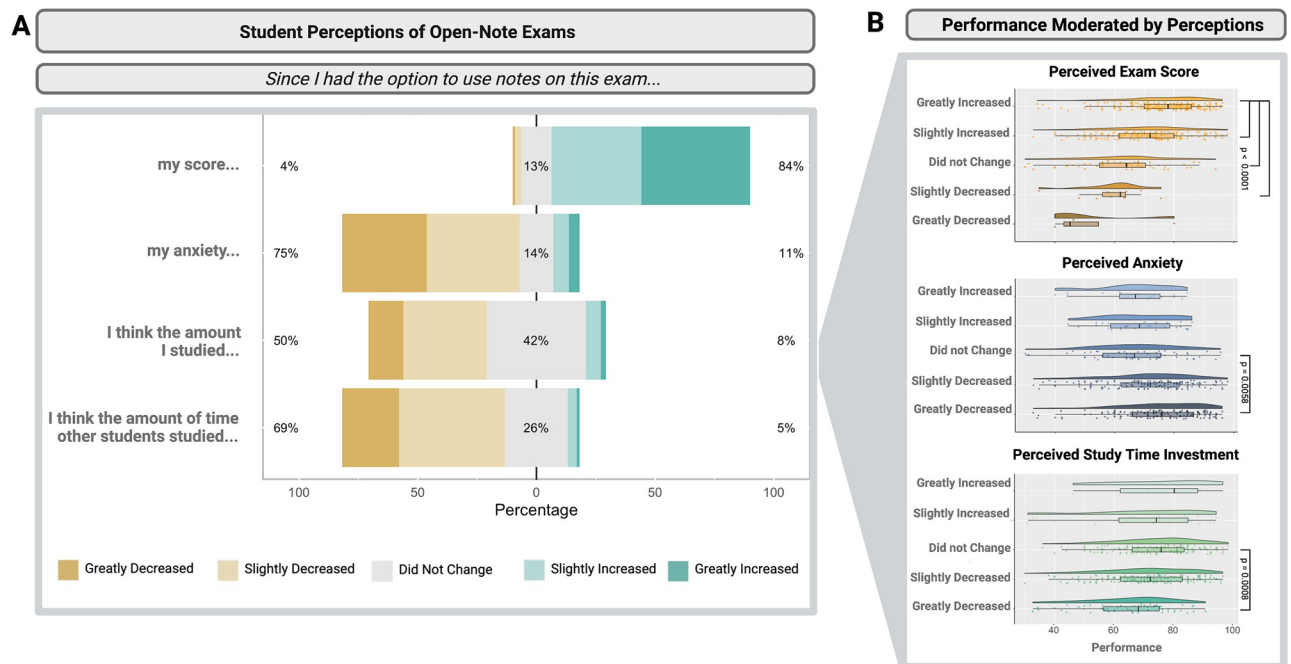 A
Student Perceptions of Open-Note Exams
Since I had the option to use notes on this exam...
my score...
4%
13%
84%
my anxiety...
75%
14%
11%
I think the amount
I studied...
50%
42%
8%
I think the amount of time
other students studied...
69%
26%
5%
100
50
0
50
100
Percentage
Greatly Decreased
Slightly Decreased
Did Not Change
Slightly Increased
Greatly Increased
B
Performance Moderated by Perceptions
Perceived Exam Score
Greatly Increased
Slightly Increased
Did not Change
Slightly Decreased
Greatly Decreased
p < 0.0001
Perceived Anxiety
Greatly Increased
Slightly Increased
Did not Change
Slightly Decreased
Greatly Decreased
p = 0.0058
Perceived Study Time Investment
Greatly Increased
Slightly Increased
Did not Change
Slightly Decreased
Greatly Decreased
p = 0.0008
40
60
80
100
Performance